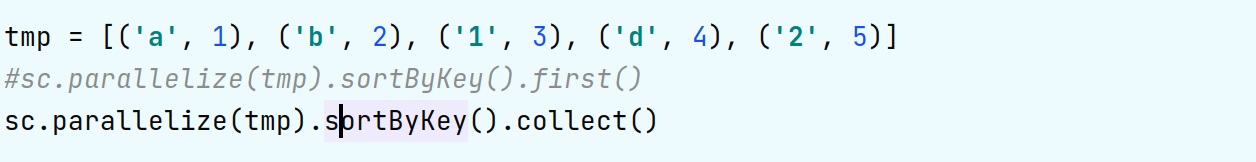 tmp = [('a', 1), ('b', 2), ('1', 3), ('d', 4), ('2', 5)]
#sc.parallelize(tmp).sortByKey().first()
sc.parallelize(tmp).sortByKey().collect()